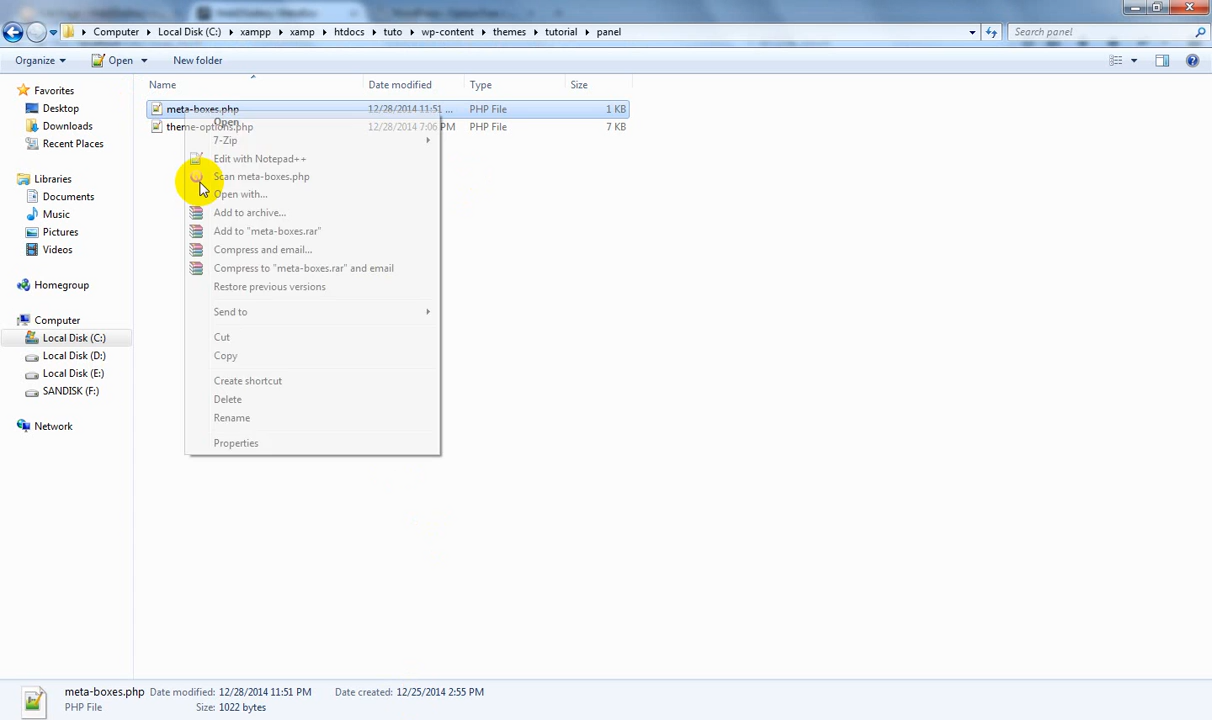 Computer ▸ Local Disk (C:) ▸ xampp ▸ xamp ▸ htdocs ▸ tuto ▸ wp-content ▸ themes ▸ tutorial ▸ panel
Search panel
Organize
Open
New folder
Name
Date modified
Type
Size
Favorites
Desktop
Downloads
Recent Places
Libraries
Documents
Music
Pictures
Videos
Homegroup
Computer
Local Disk (C:)
Local Disk (D:)
Local Disk (E:)
SANDISK (F:)
Network
meta-boxes.php 12/28/2014 11:51 ... PHP File 1 KB
theme-options.php 12/28/2014 7:06 PM PHP File 7 KB
Open
7-Zip
Edit with Notepad++
Scan meta-boxes.php
Open with...
Add to archive...
Add to "meta-boxes.rar"
Compress and email...
Compress to "meta-boxes.rar" and email
Restore previous versions
Send to
Cut
Copy
Create shortcut
Delete
Rename
Properties
meta-boxes.php Date modified: 12/28/2014 11:51 PM Date created: 12/25/2014 2:55 PM
PHP File Size: 1022 bytes